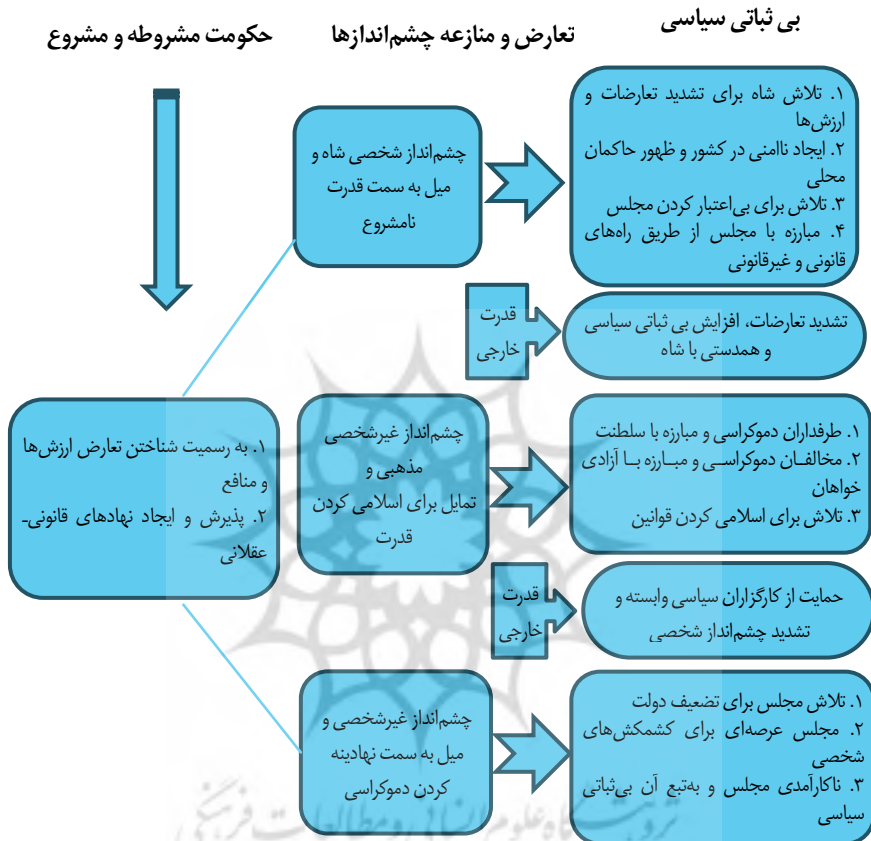 حکومت مشروطه و مشروع
تعارض و منازعه چشم‌اندازها
بی ثباتی سیاسی
۱. به رسمیت شناختن تعارض ارزش‌ها
و منافع
۲. پذیرش و ایجاد نهادهای قانونی-
عقلانی
چشم‌انداز شخصی شاه و
میل به سمت قدرت
نامشروع
۱. تلاش شاه برای تشدید تعارضات و
ارزش‌ها
۲. ایجاد ناامنی در کشور و ظهور حاکمان
محلی
۳. تلاش برای بی‌اعتبار کردن مجلس
۴. مبارزه با مجلس از طریق راه‌های
قانونی و غیرقانونی
قدرت
خارجی
تشدید تعارضات، افزایش بی ثباتی سیاسی
و همدستی با شاه
چشم‌انداز غیرشخصی
مذهبی و
تمایل برای اسلامی کردن
قدرت
۱. طرفداران دموکراسی و مبارزه با سلطنت
۲. مخالفان دموکراسی و مبارزه با آزادی
خواهان
۳. تلاش برای اسلامی کردن قوانین
قدرت
خارجی
حمایت از کارگزاران سیاسی وابسته و
تشدید چشم‌انداز شخصی
چشم‌انداز غیرشخصی و
میل به سمت نهادینه
کردن دموکراسی
۱. تلاش مجلس برای تضعیف دولت
۲. مجلس عرصه‌ای برای کشمکش‌های
شخصی
۳. ناکارآمدی مجلس و به‌تبع آن بی‌ثباتی
سیاسی
علوم انسانی و مطالعات فرهنگی